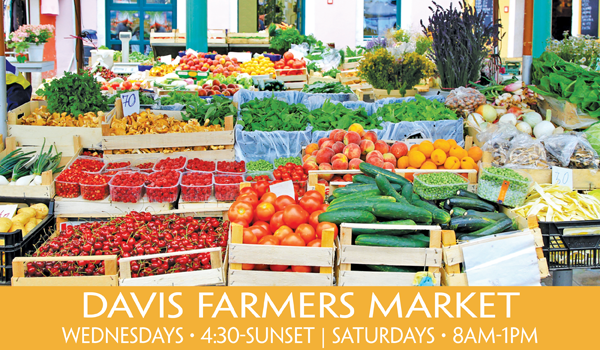 DAVIS FARMERS MARKET
WEDNESDAYS • 4:30-SUNSET | SATURDAYS • 8AM-1PM